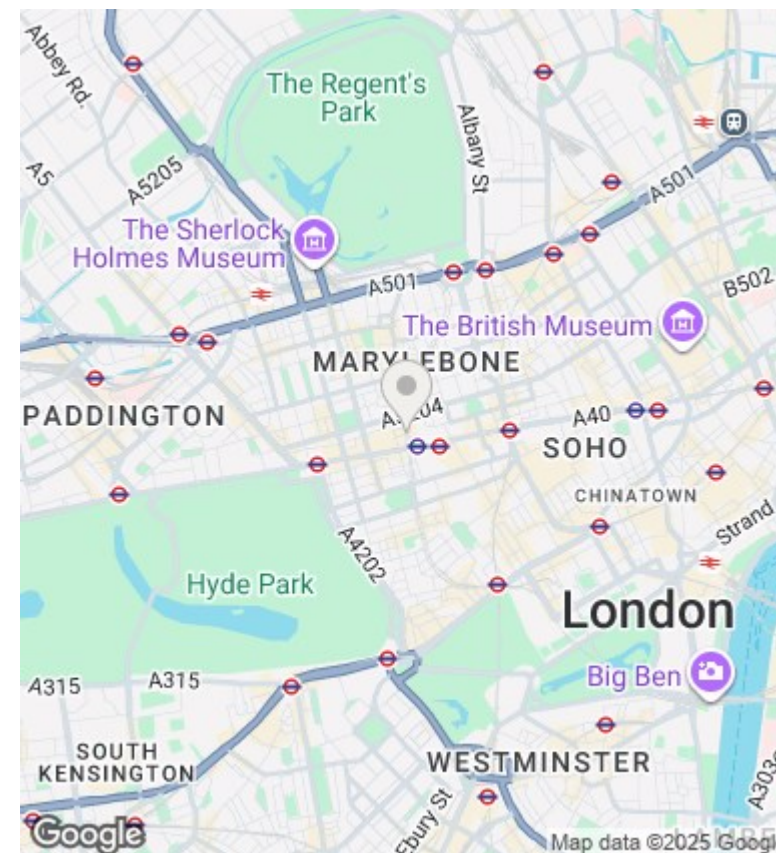 Abbey Rd.
The Regent's
Park
Albany St
A5
A5205
A501
The Sherlock
Holmes Museum
A501
B502
The British Museum
MARYLEBONE
PADDINGTON
A40
SOHO
CHINATOWN
Strand
A4202
Hyde Park
London
Big Ben
A315
A315
SOUTH
KENSINGTON
WESTMINSTER
Ebury St
Google
Map data ©2025 Googl